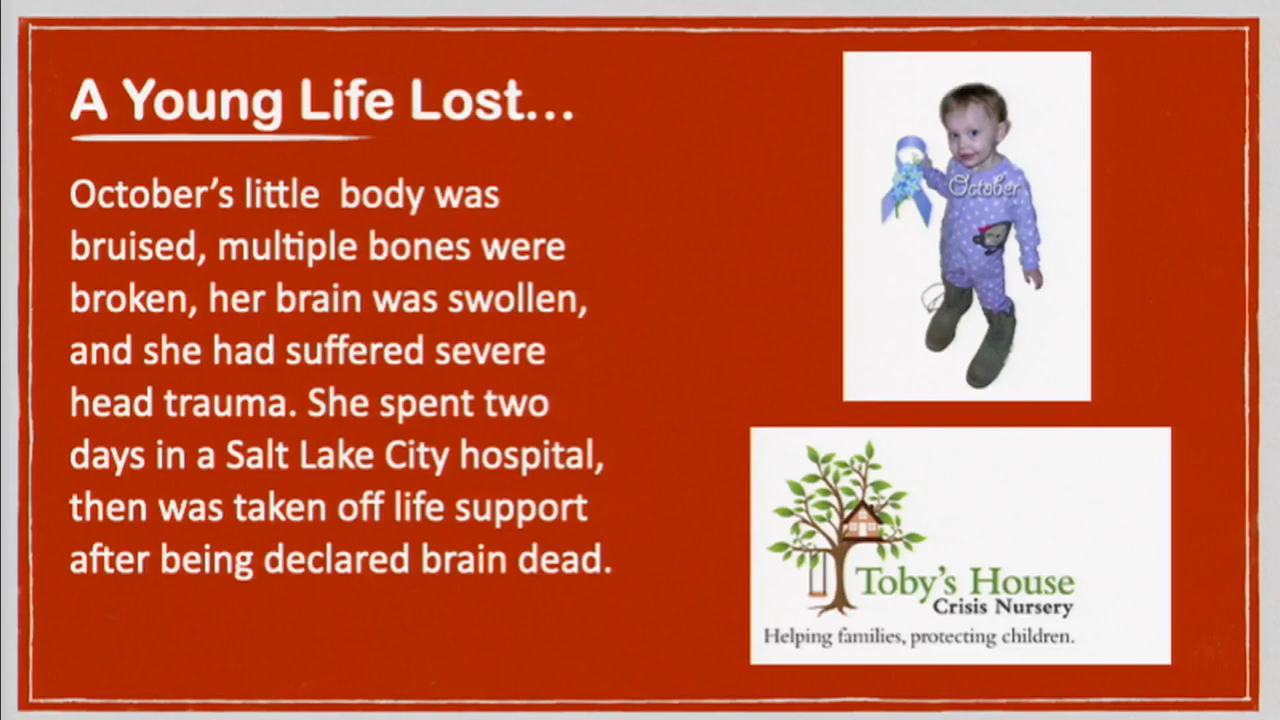 A Young Life Lost...
October's little  body was
bruised, multiple bones were
broken, her brain was swollen,
and she had suffered severe
head trauma. She spent two
days in a Salt Lake City hospital,
then was taken off life support
after being declared brain dead.
October
Toby's House
Crisis Nursery
Helping families, protecting children.